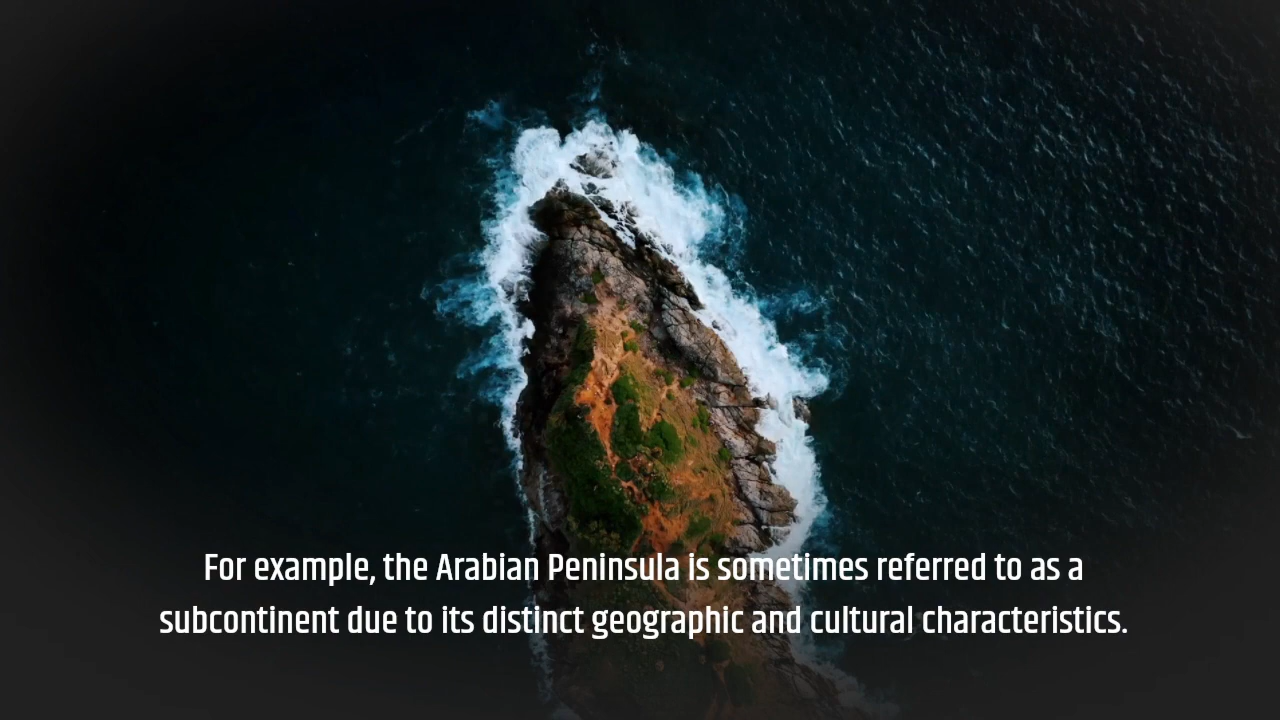 For example, the Arabian Peninsula is sometimes referred to as a
subcontinent due to its distinct geographic and cultural characteristics.